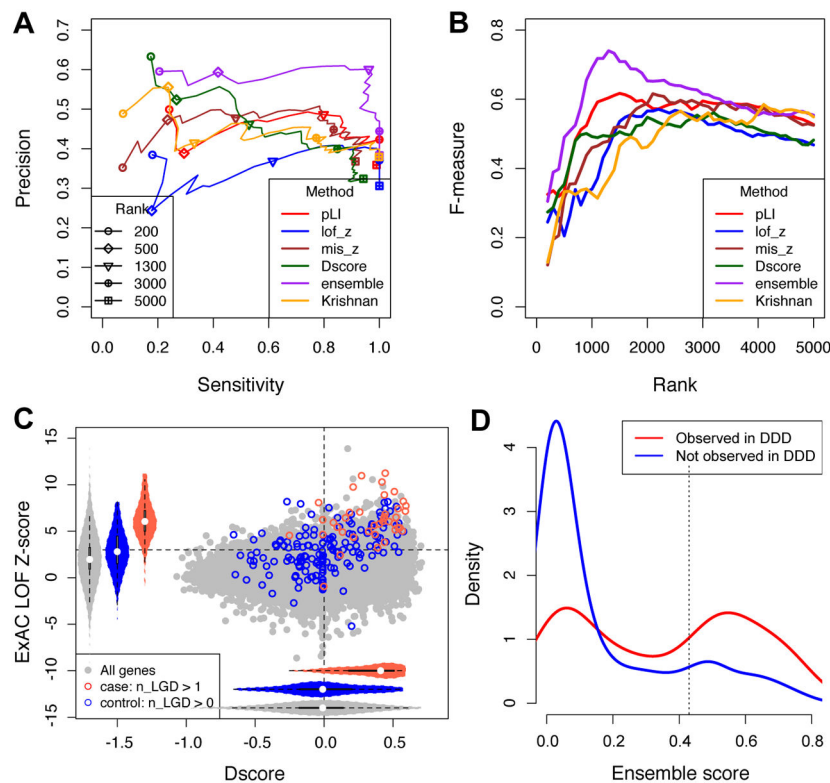 A
Precision
0.7
0.6
0.5
0.4
0.3
0.2
0.1
0.0
Rank
200
500
1300
3000
5000
Method
pLI
lof_z
mis_z
Dscore
ensemble
Krishnan
0.0 0.2 0.4 0.6 0.8 1.0
Sensitivity
B
F-measure
0.8
0.6
0.4
0.2
0.0
Method
pLI
lof_z
mis_z
Dscore
ensemble
Krishnan
0 1000 2000 3000 4000 5000
Rank
C
ExAC LOF Z-score
15
10
5
0
-5
-10
-15
All genes
case: n_LGD > 1
control: n_LGD > 0
-1.5 -1.0 -0.5 0.0 0.5
Dscore
D
Density
4
3
2
1
0
Observed in DDD
Not observed in DDD
0.0 0.2 0.4 0.6 0.8
Ensemble score